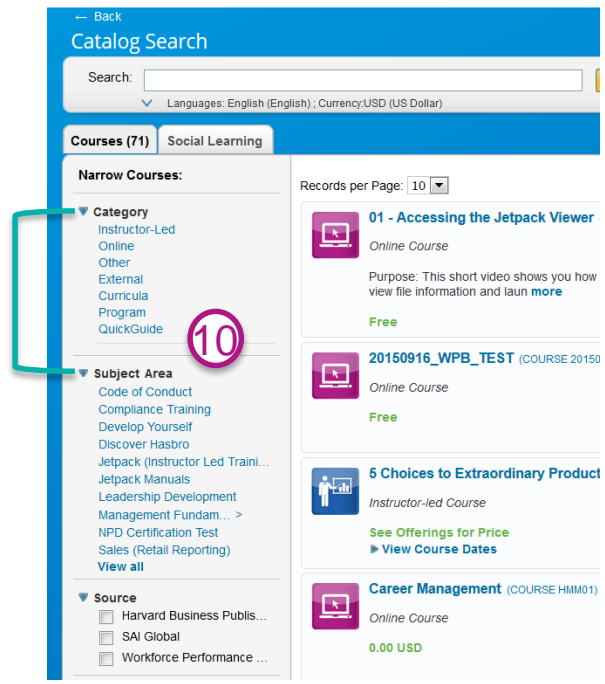 ← Back
Catalog Search
Search:
Languages: English (English) ; Currency:USD (US Dollar)
Courses (71) Social Learning
Narrow Courses:
Category
Instructor-Led
Online
Other
External
Curricula
Program
QuickGuide
10
Subject Area
Code of Conduct
Compliance Training
Develop Yourself
Discover Hasbro
Jetpack (Instructor Led Traini...
Jetpack Manuals
Leadership Development
Management Fundam... >
NPD Certification Test
Sales (Retail Reporting)
View all
Source
Harvard Business Publis...
SAI Global
Workforce Performance ...
Records per Page: 10
01 - Accessing the Jetpack Viewer
Online Course
Purpose: This short video shows you how
view file information and laun more
Free
20150916_WPB_TEST (COURSE 20150
Online Course
Free
5 Choices to Extraordinary Product
Instructor-led Course
See Offerings for Price
View Course Dates
Career Management (COURSE HMM01)
Online Course
0.00 USD